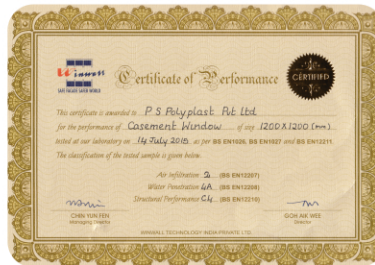 Winwall
SAFE FACADE SAFER WORLD
Certificate of Performance
CERTIFIED
This certificate is awarded to P S Polyplast Pvt Ltd
for the performance of Casement Window of size 1200 X 1200 (mm)
tested at our laboratory on 14 July 2015 as per BS EN1026, BS EN1027 and BS EN12211.
The classification of the tested sample is given below.
Air Infiltration 2 (BS EN12207)
Water Penetration 4A (BS EN12208)
Structural Performance C4 (BS EN12210)
CHIN YUN FEN
Managing Director
GOH AIK WEE
Director
WINWALL TECHNOLOGY INDIA PRIVATE LTD.